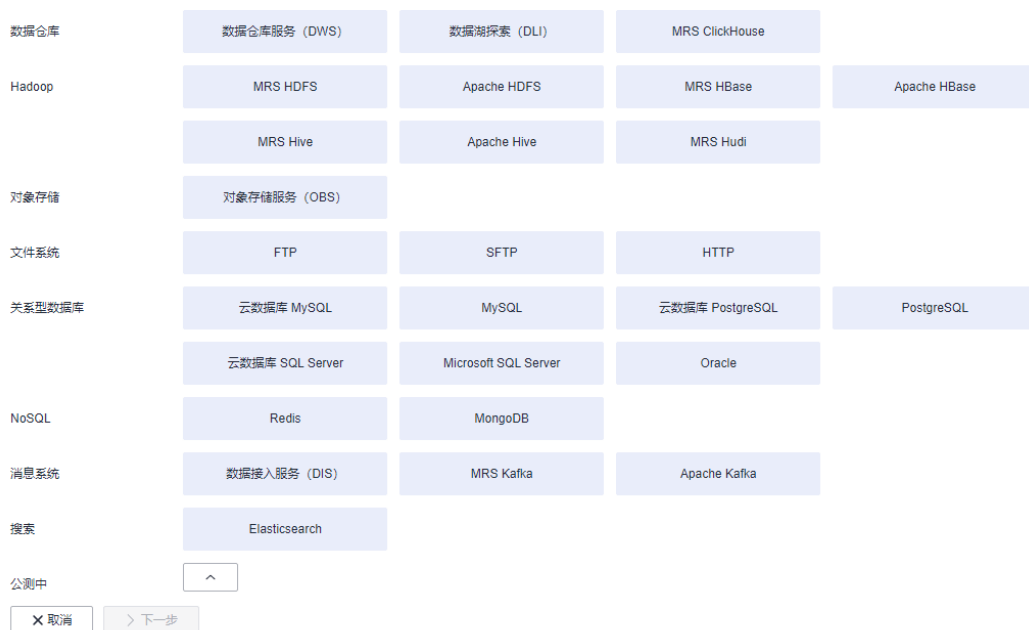 数据仓库 数据仓库服务（DWS） 数据湖探索（DLI） MRS ClickHouse
Hadoop MRS HDFS Apache HDFS MRS HBase Apache HBase
MRS Hive Apache Hive MRS Hudi
对象存储 对象存储服务（OBS）
文件系统 FTP SFTP HTTP
关系型数据库 云数据库 MySQL MySQL 云数据库 PostgreSQL PostgreSQL
云数据库 SQL Server Microsoft SQL Server Oracle
NoSQL Redis MongoDB
消息系统 数据接入服务（DIS） MRS Kafka Apache Kafka
搜索 Elasticsearch
公测中
取消 下一步